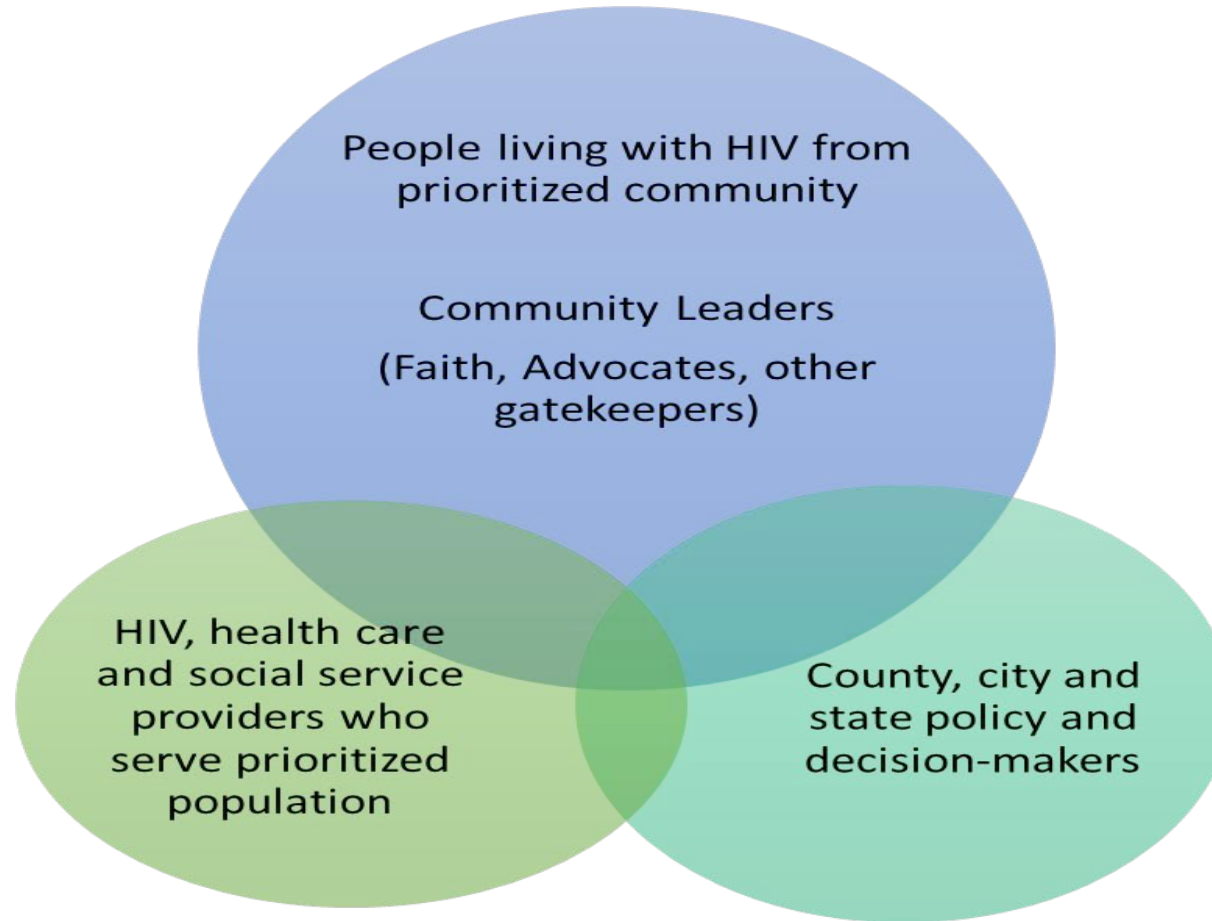 People living with HIV from
prioritized community
Community Leaders
(Faith, Advocates, other
gatekeepers)
HIV, health care
and social service
providers who
serve prioritized
population
County, city and
state policy and
decision-makers